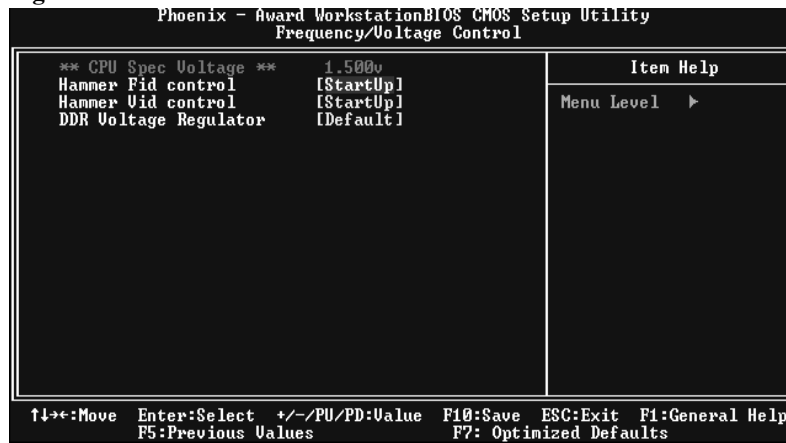 Phoenix - Award WorkstationBIOS CMOS Setup Utility
Frequency/Voltage Control
** CPU Spec Voltage ** 1.500v
Hammer Fid control [StartUp]
Hammer Vid control [StartUp]
DDR Voltage Regulator [Default]
Item Help
Menu Level ►
↑↓→←:Move Enter:Select +/-/PU/PD:Value F10:Save ESC:Exit F1:General Help
F5:Previous Values F7: Optimized Defaults